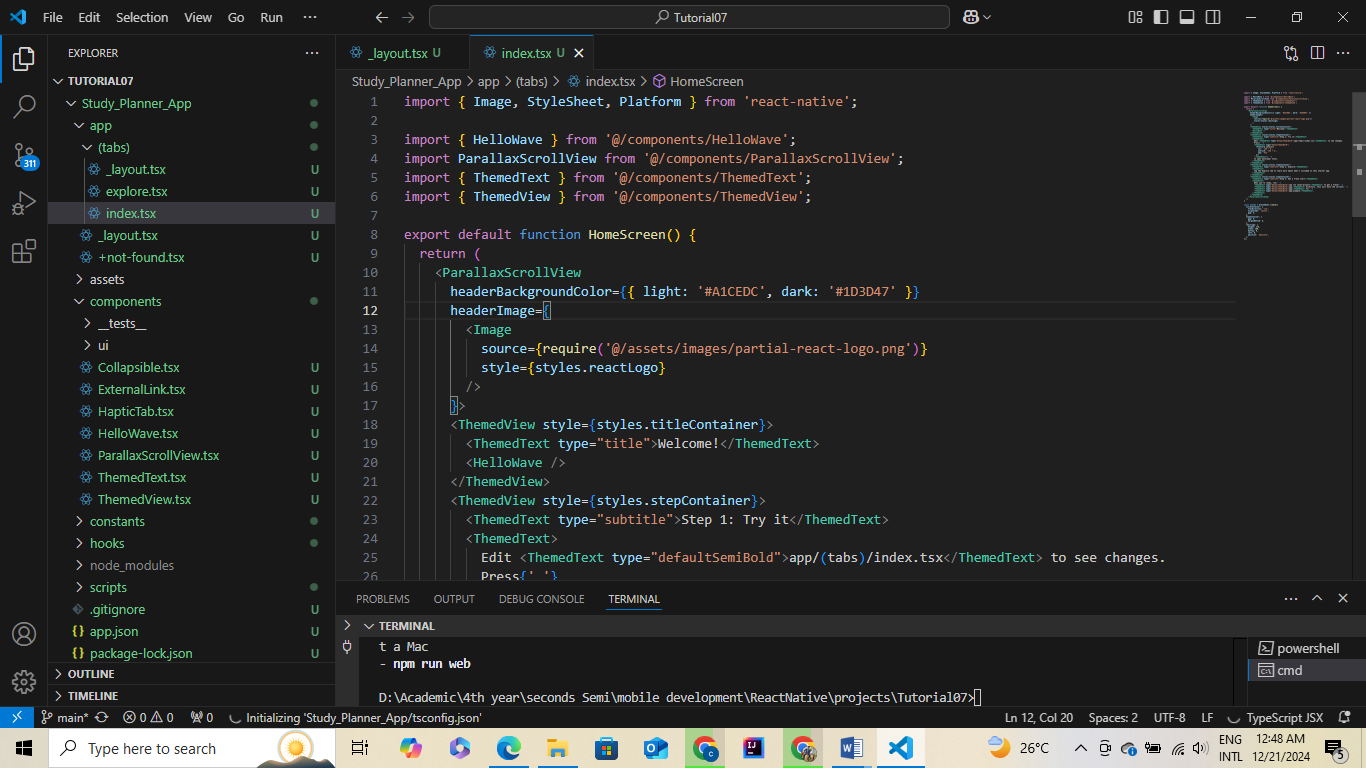 File Edit Selection View Go Run ··· Tutorial07
EXPLORER ···
TUTORIAL07
Study_Planner_App
app
(tabs)
_layout.tsx U
explore.tsx U
index.tsx U
_layout.tsx U
+not-found.tsx U
assets
components
__tests__
ui
Collapsible.tsx U
ExternalLink.tsx U
HapticTab.tsx U
HelloWave.tsx U
ParallaxScrollView.tsx U
ThemedText.tsx U
ThemedView.tsx U
constants
hooks
node_modules
scripts
.gitignore U
app.json U
package-lock.json U
OUTLINE
TIMELINE
311
_layout.tsx U index.tsx U
Study_Planner_App > app > (tabs) > index.tsx > HomeScreen
1 import { Image, StyleSheet, Platform } from 'react-native';
2
3 import { HelloWave } from '@/components/HelloWave';
4 import ParallaxScrollView from '@/components/ParallaxScrollView';
5 import { ThemedText } from '@/components/ThemedText';
6 import { ThemedView } from '@/components/ThemedView';
7
8 export default function HomeScreen() {
9 return (
10 <ParallaxScrollView
11 headerBackgroundColor={{ light: '#A1CEDC', dark: '#1D3D47' }}
12 headerImage={
13 <Image
14 source={require('@/assets/images/partial-react-logo.png')}
15 style={styles.reactLogo}
16 />
17 }>
18 <ThemedView style={styles.titleContainer}>
19 <ThemedText type="title">Welcome!</ThemedText>
20 <HelloWave />
21 </ThemedView>
22 <ThemedView style={styles.stepContainer}>
23 <ThemedText type="subtitle">Step 1: Try it</ThemedText>
24 <ThemedText>
25 Edit <ThemedText type="defaultSemiBold">app/(tabs)/index.tsx</ThemedText> to see changes.
26 Press{' '}
PROBLEMS OUTPUT DEBUG CONSOLE TERMINAL
TERMINAL
t a Mac
- npm run web
D:\Academic\4th year\seconds Semi\mobile development\ReactNative\projects\Tutorial07>
powershell
cmd
main* 0 0 0 Initializing 'Study_Planner_App/tsconfig.json' Ln 12, Col 20 Spaces: 2 UTF-8 LF TypeScript JSX
Type here to search 26°C ENG INTL 12:48 AM 12/21/2024 5